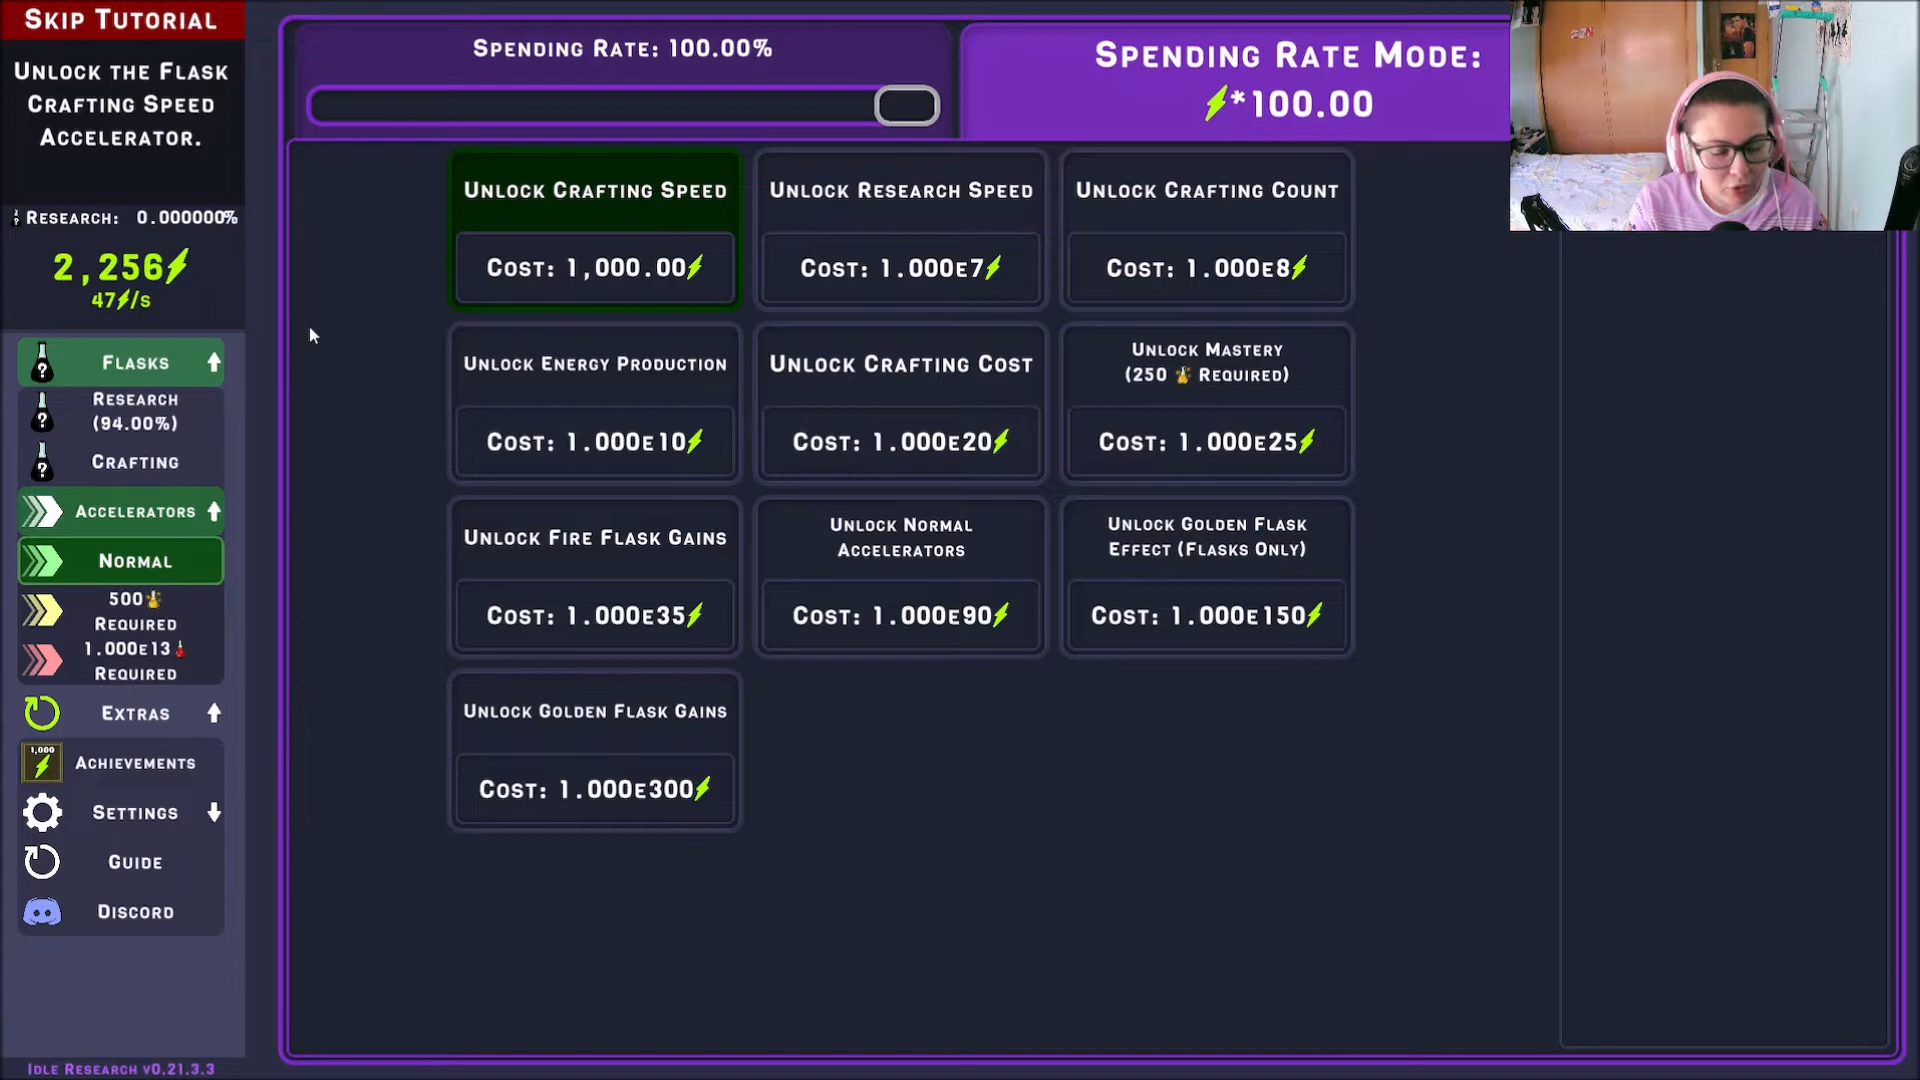 Skip Tutorial
Unlock the Flask
Crafting Speed
Accelerator.
Research: 0.000000%
2,256
47/s
Flasks
Research
(94.00%)
Crafting
Accelerators
Normal
500
Required
1.000e13
Required
Extras
1,000
Achievements
Settings
Guide
Discord
Idle Research v0.21.3.3
Spending Rate: 100.00%
Spending Rate Mode:
*100.00
Unlock Crafting Speed
Cost: 1,000.00
Unlock Research Speed
Cost: 1.000e7
Unlock Crafting Count
Cost: 1.000e8
Unlock Energy Production
Cost: 1.000e10
Unlock Crafting Cost
Cost: 1.000e20
Unlock Mastery
(250 Required)
Cost: 1.000e25
Unlock Fire Flask Gains
Cost: 1.000e35
Unlock Normal
Accelerators
Cost: 1.000e90
Unlock Golden Flask
Effect (Flasks Only)
Cost: 1.000e150
Unlock Golden Flask Gains
Cost: 1.000e300